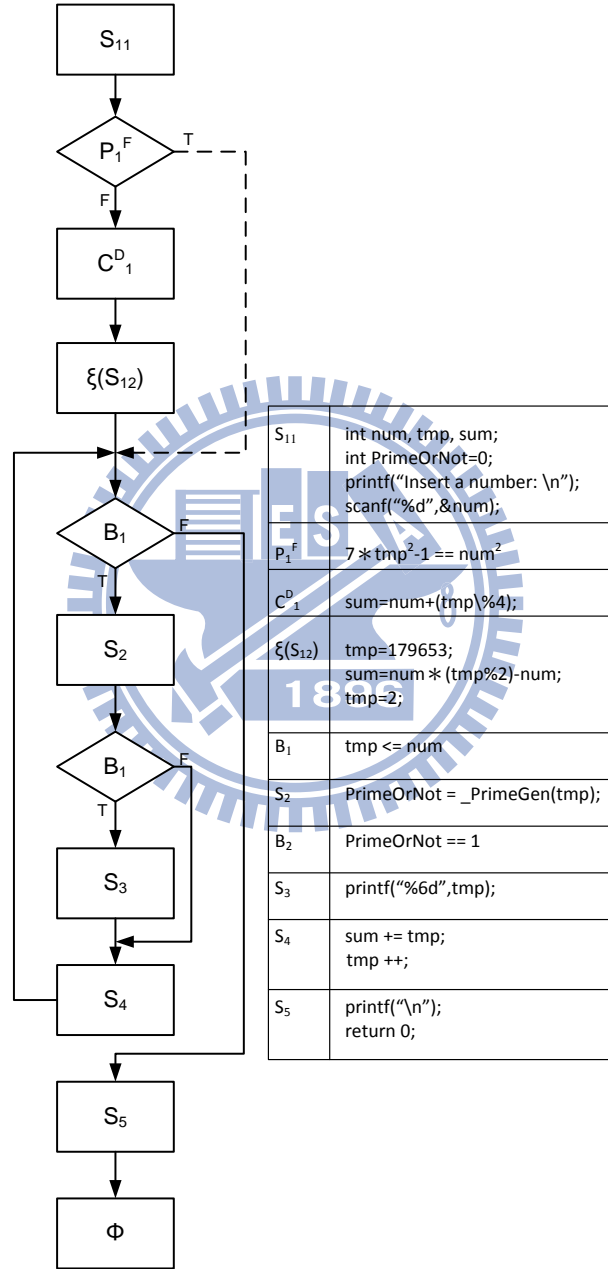 S₁₁
P₁ᶠ
T
F
Cᴰ₁
ξ(S₁₂)
B₁
F
T
S₂
B₁
F
T
S₃
S₄
S₅
Φ
S₁₁ int num, tmp, sum;
int PrimeOrNot=0;
printf(“Insert a number: \n”);
scanf(“%d”,&num);
P₁ᶠ 7＊tmp²-1 == num²
Cᴰ₁ sum=num+(tmp\%4);
ξ(S₁₂) tmp=179653;
sum=num＊(tmp%2)-num;
tmp=2;
B₁ tmp <= num
S₂ PrimeOrNot = _PrimeGen(tmp);
B₂ PrimeOrNot == 1
S₃ printf(“%6d”,tmp);
S₄ sum += tmp;
tmp ++;
S₅ printf(“\n”);
return 0;
E S A
1896